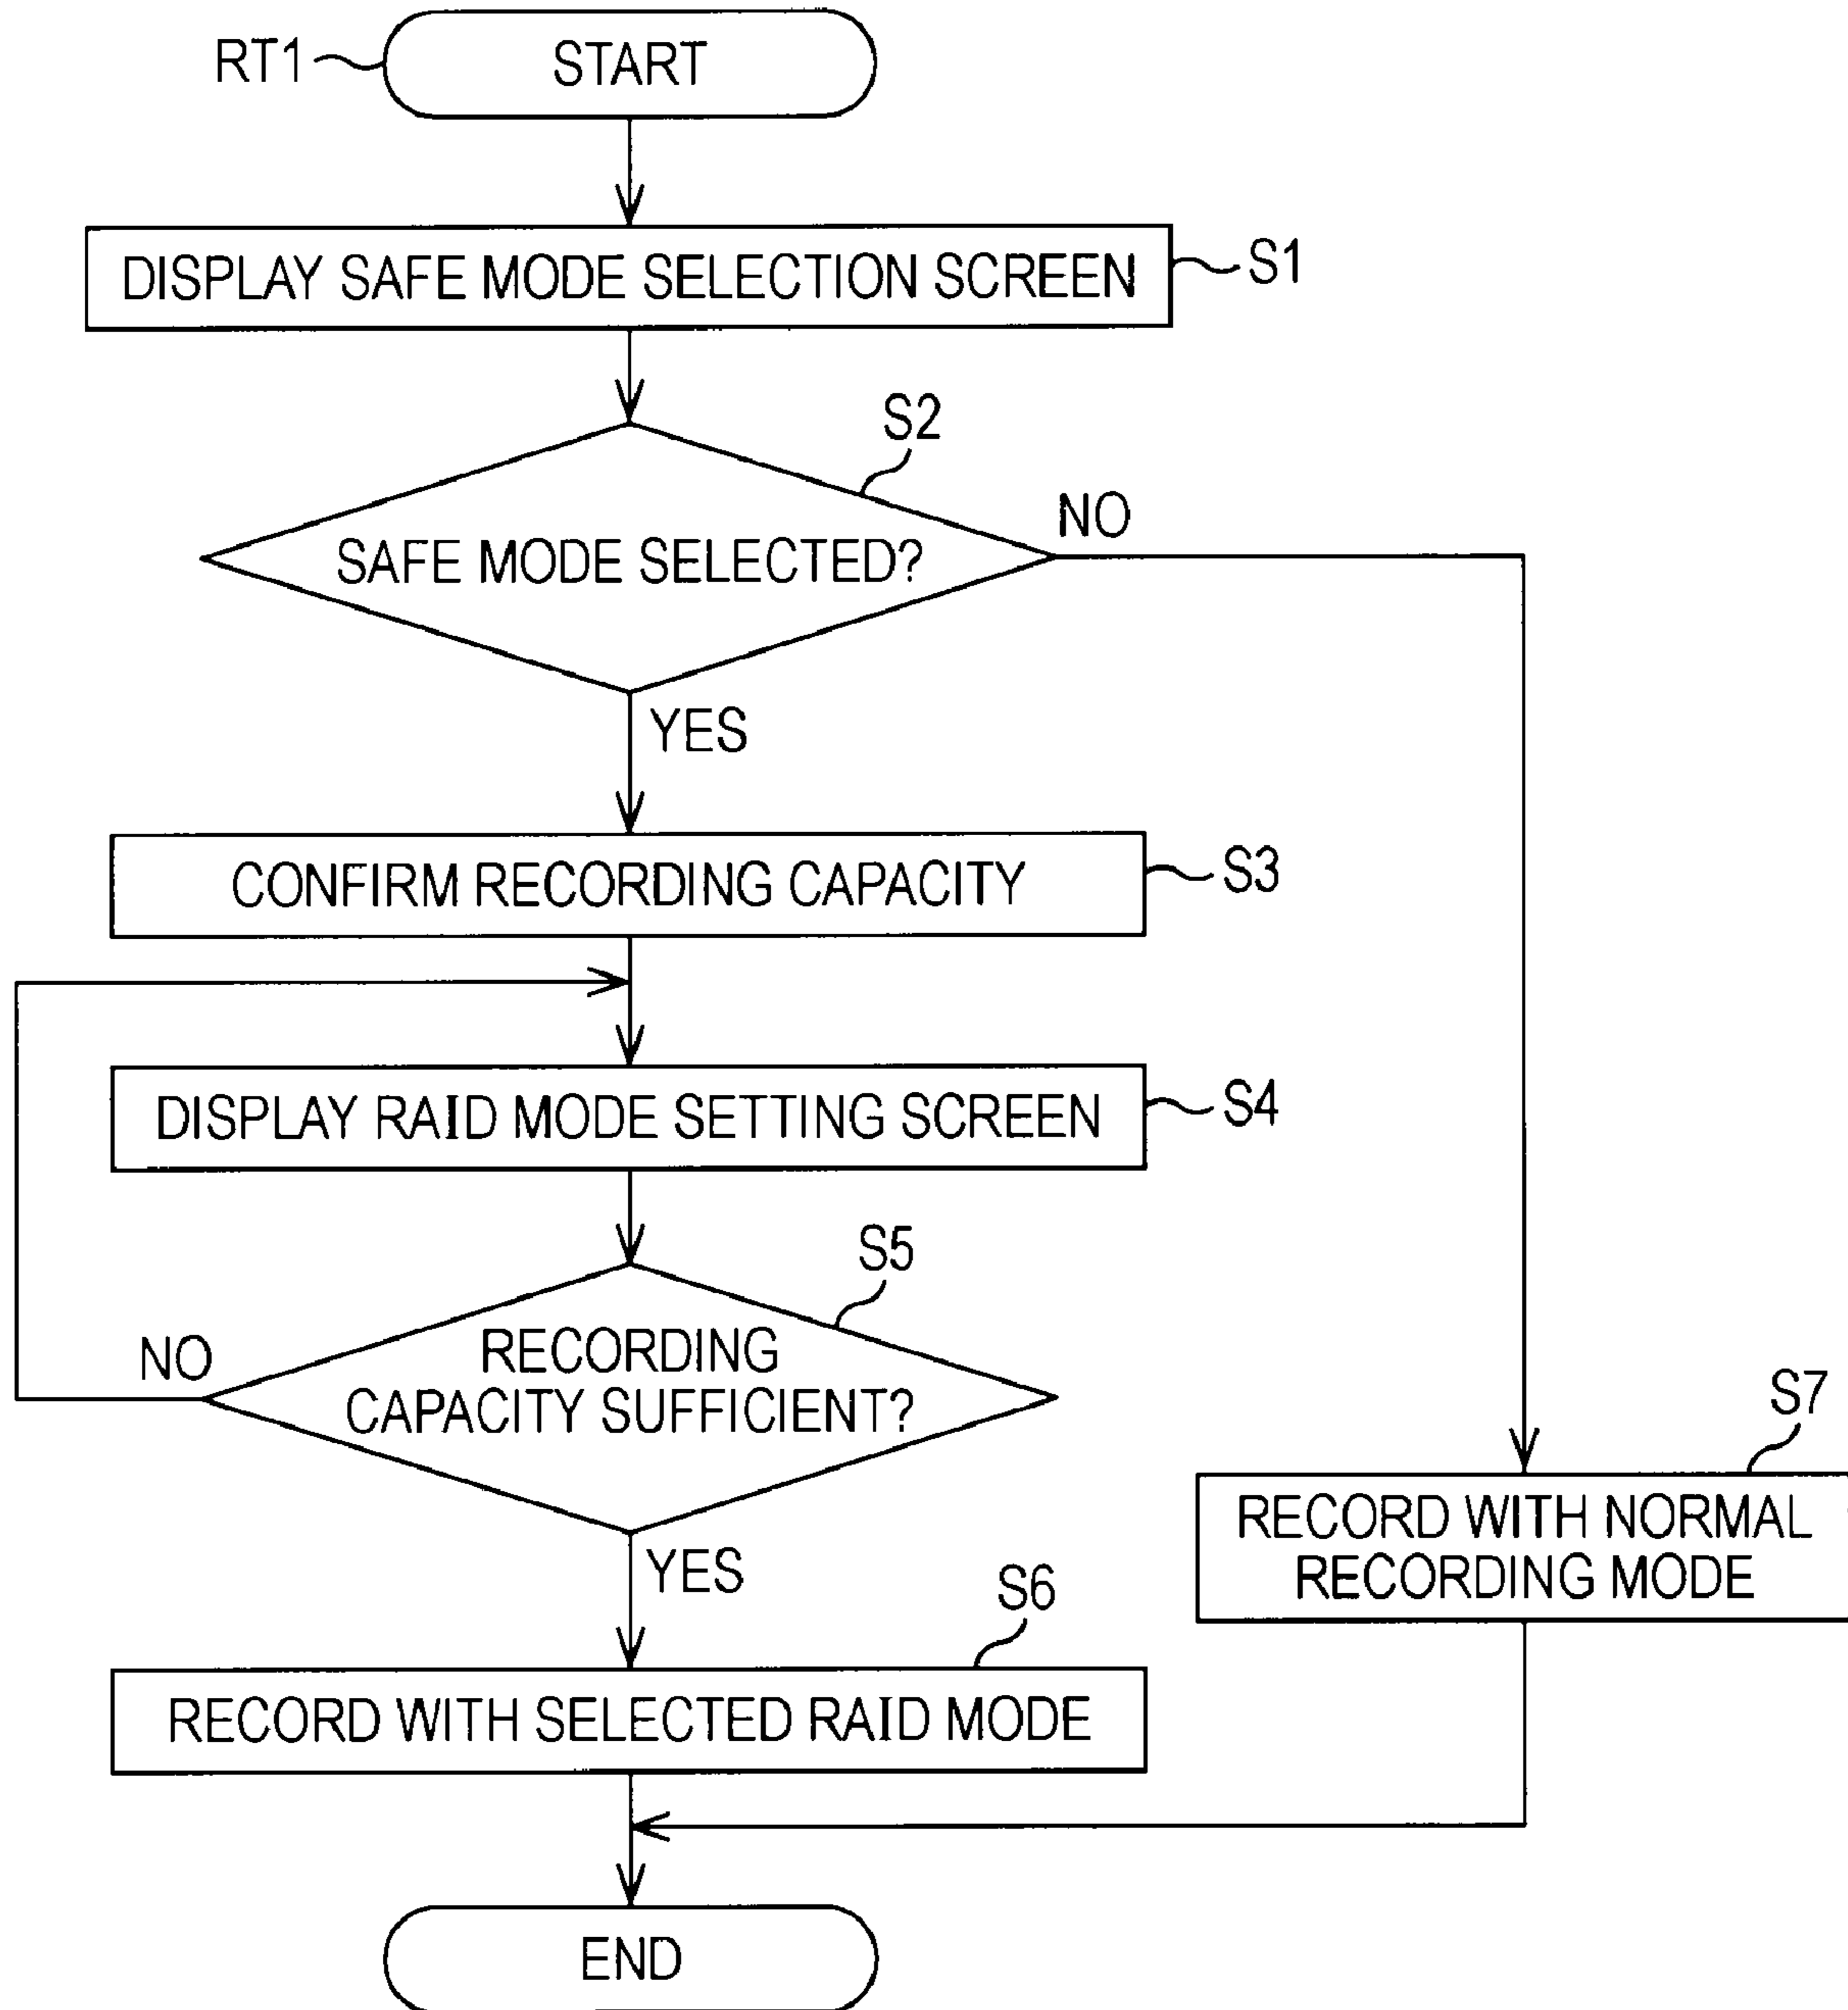 RT1
START
DISPLAY SAFE MODE SELECTION SCREEN
S1
S2
SAFE MODE SELECTED?
NO
YES
CONFIRM RECORDING CAPACITY
S3
DISPLAY RAID MODE SETTING SCREEN
S4
S5
RECORDING
CAPACITY SUFFICIENT?
NO
YES
S7
RECORD WITH NORMAL
RECORDING MODE
S6
RECORD WITH SELECTED RAID MODE
END